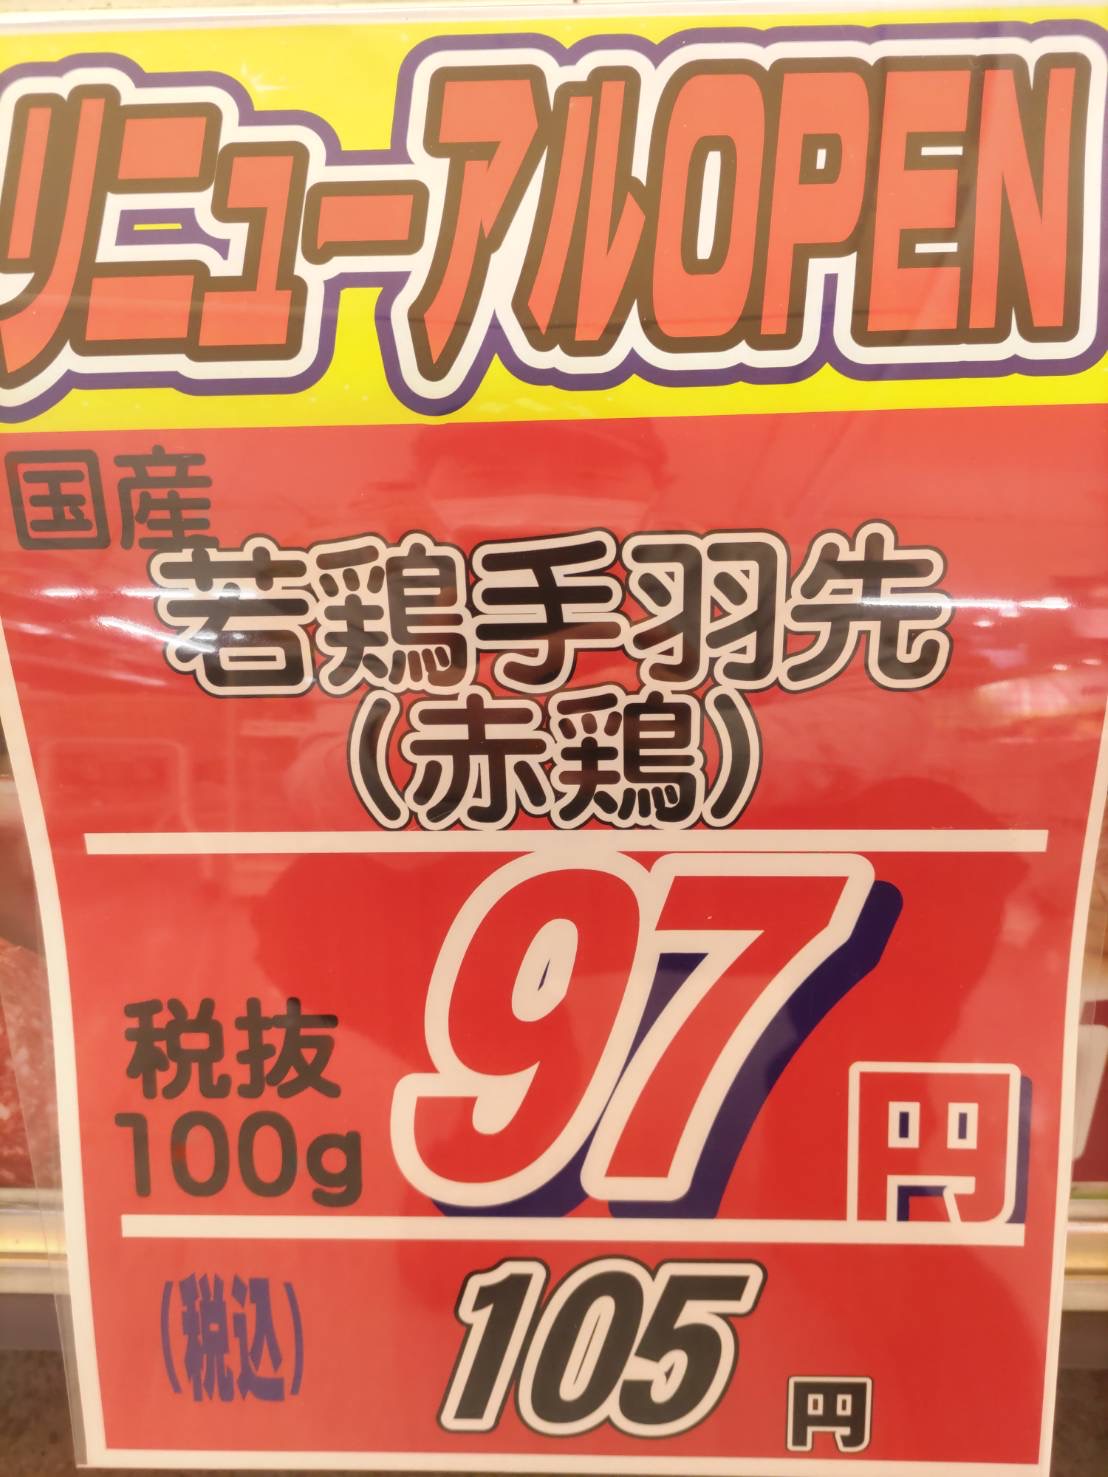 リニューアルOPEN
国産
若鶏手羽先
(赤鶏)
税抜
100g
97円
(税込)
105円